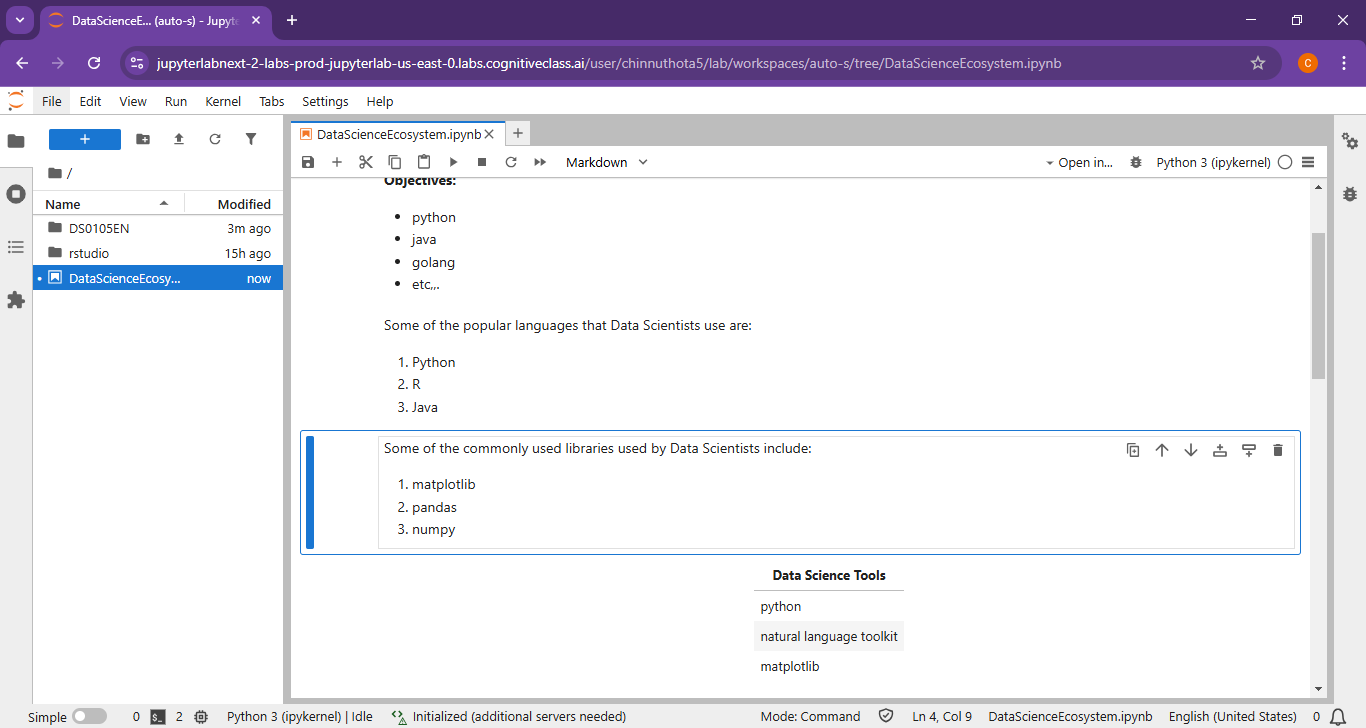 DataScienceE... (auto-s) - Jupyte
jupyterlabnext-2-labs-prod-jupyterlab-us-east-0.labs.cognitiveclass.ai/user/chinnuthota5/lab/workspaces/auto-s/tree/DataScienceEcosystem.ipynb
C
File Edit View Run Kernel Tabs Settings Help
DataScienceEcosystem.ipynb
Markdown
Open in...
Python 3 (ipykernel)
/
Name Modified
DS0105EN 3m ago
rstudio 15h ago
DataScienceEcosy... now
Objectives:
• python
• java
• golang
• etc,,.
Some of the popular languages that Data Scientists use are:
1. Python
2. R
3. Java
Some of the commonly used libraries used by Data Scientists include:
1. matplotlib
2. pandas
3. numpy
Data Science Tools
python
natural language toolkit
matplotlib
Simple 0 $_ 2 Python 3 (ipykernel) | Idle Initialized (additional servers needed) Mode: Command Ln 4, Col 9 DataScienceEcosystem.ipynb English (United States) 0